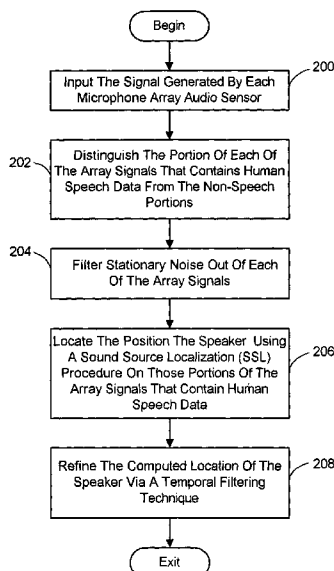 Begin
200
Input The Signal Generated By Each
Microphone Array Audio Sensor
202
Distinguish The Portion Of Each Of
The Array Signals That Contains Human
Speech Data From The Non-Speech
Portions
204
Filter Stationary Noise Out Of Each
Of The Array Signals
206
Locate The Position The Speaker Using
A Sound Source Localization (SSL)
Procedure On Those Portions Of The
Array Signals That Contain Human
Speech Data
208
Refine The Computed Location Of The
Speaker Via A Temporal Filtering
Technique
Exit